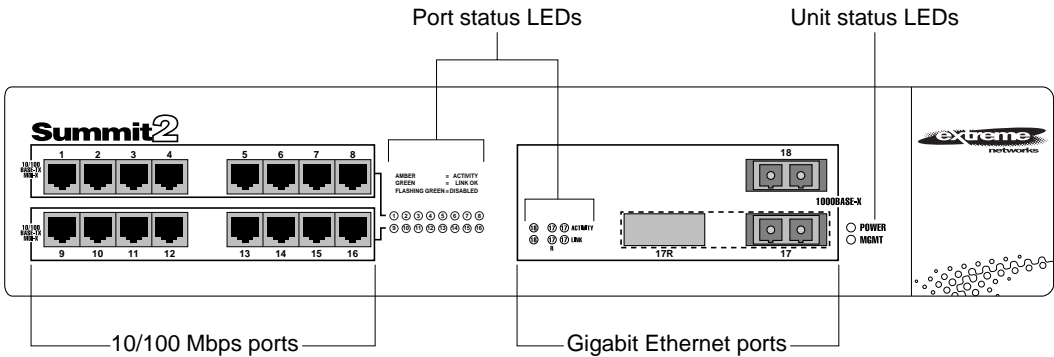 Port status LEDs
Unit status LEDs
Summit2
extreme
networks
1 2 3 4 5 6 7 8
10/100
BASE-TX
MDI-X
AMBER = ACTIVITY
GREEN = LINK OK
FLASHING GREEN = DISABLED
18
1000BASE-X
1 2 3 4 5 6 7 8
9 10 11 12 13 14 15 16
10/100
BASE-TX
MDI-X
18 17 17 ACTIVITY
18 17 17 LINK
R
POWER
MGMT
9 10 11 12 13 14 15 16
17R
17
10/100 Mbps ports
Gigabit Ethernet ports